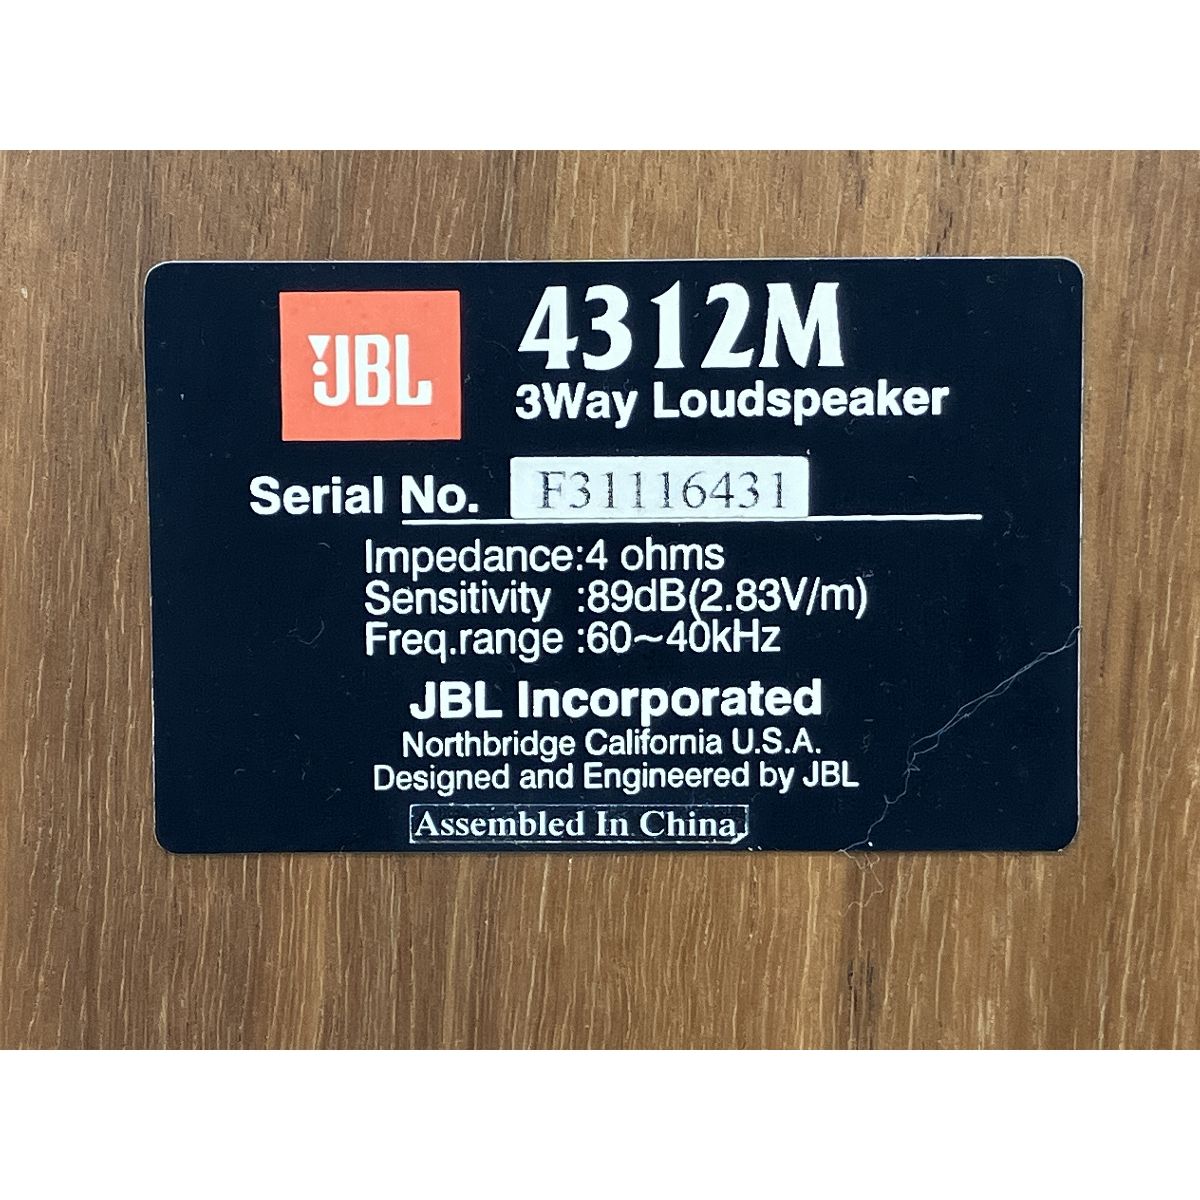 JBL
4312M
3Way Loudspeaker
Serial No. F31116431
Impedance:4 ohms
Sensitivity :89dB(2.83V/m)
Freq.range :60~40kHz
JBL Incorporated
Northbridge California U.S.A.
Designed and Engineered by JBL
Assembled In China.